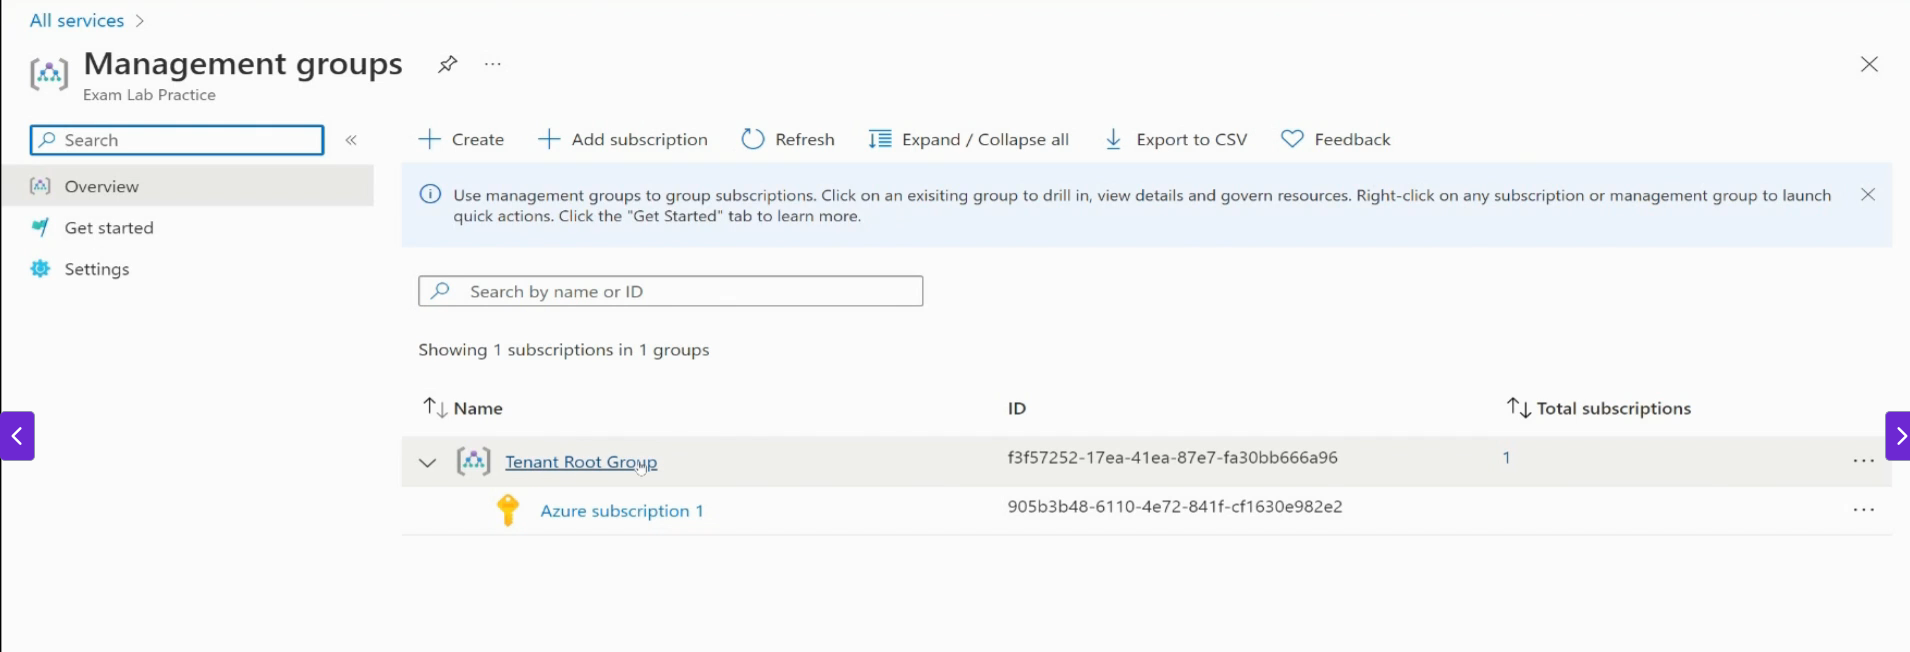 All services
Management groups
Exam Lab Practice
Search
Create
Add subscription
Refresh
Expand / Collapse all
Export to CSV
Feedback
Overview
Get started
Settings
Use management groups to group subscriptions. Click on an exisiting group to drill in, view details and govern resources. Right-click on any subscription or management group to launch
quick actions. Click the "Get Started" tab to learn more.
Search by name or ID
Showing 1 subscriptions in 1 groups
Name ID Total subscriptions
Tenant Root Group f3f57252-17ea-41ea-87e7-fa30bb666a96 1
Azure subscription 1 905b3b48-6110-4e72-841f-cf1630e982e2